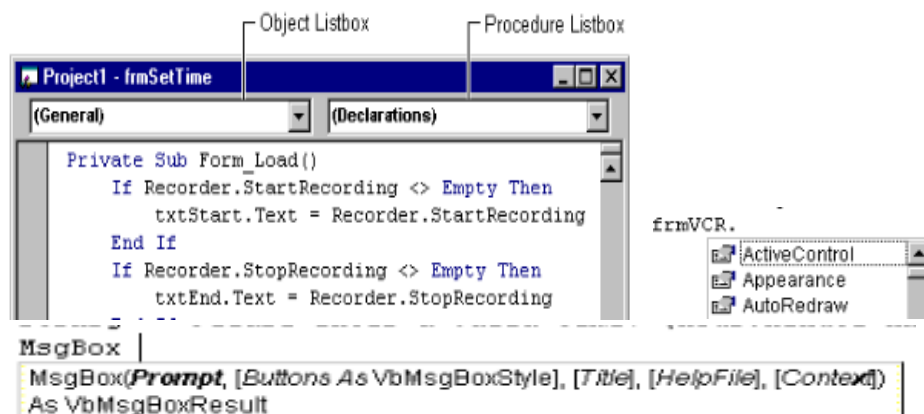 Object Listbox
Procedure Listbox
Project1 - frmSetTime
(General)
(Declarations)
Private Sub Form_Load()
If Recorder.StartRecording <> Empty Then
txtStart.Text = Recorder.StartRecording
End If
If Recorder.StopRecording <> Empty Then
txtEnd.Text = Recorder.StopRecording
frmVCR.
ActiveControl
Appearance
AutoRedraw
MsgBox
MsgBox(Prompt, [Buttons As VbMsgBoxStyle], [Title], [HelpFile], [Context])
As VbMsgBoxResult